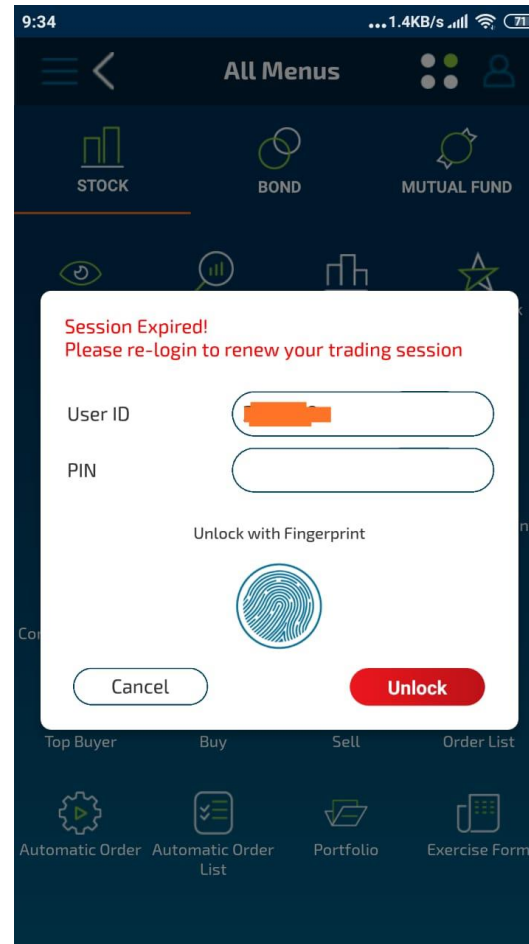 9:34
...1.4KB/s
71
All Menus
STOCK
BOND
MUTUAL FUND
Session Expired!
Please re-login to renew your trading session
User ID
PIN
Unlock with Fingerprint
Cancel
Unlock
Top Buyer
Buy
Sell
Order List
Automatic Order
Automatic Order
List
Portfolio
Exercise Form